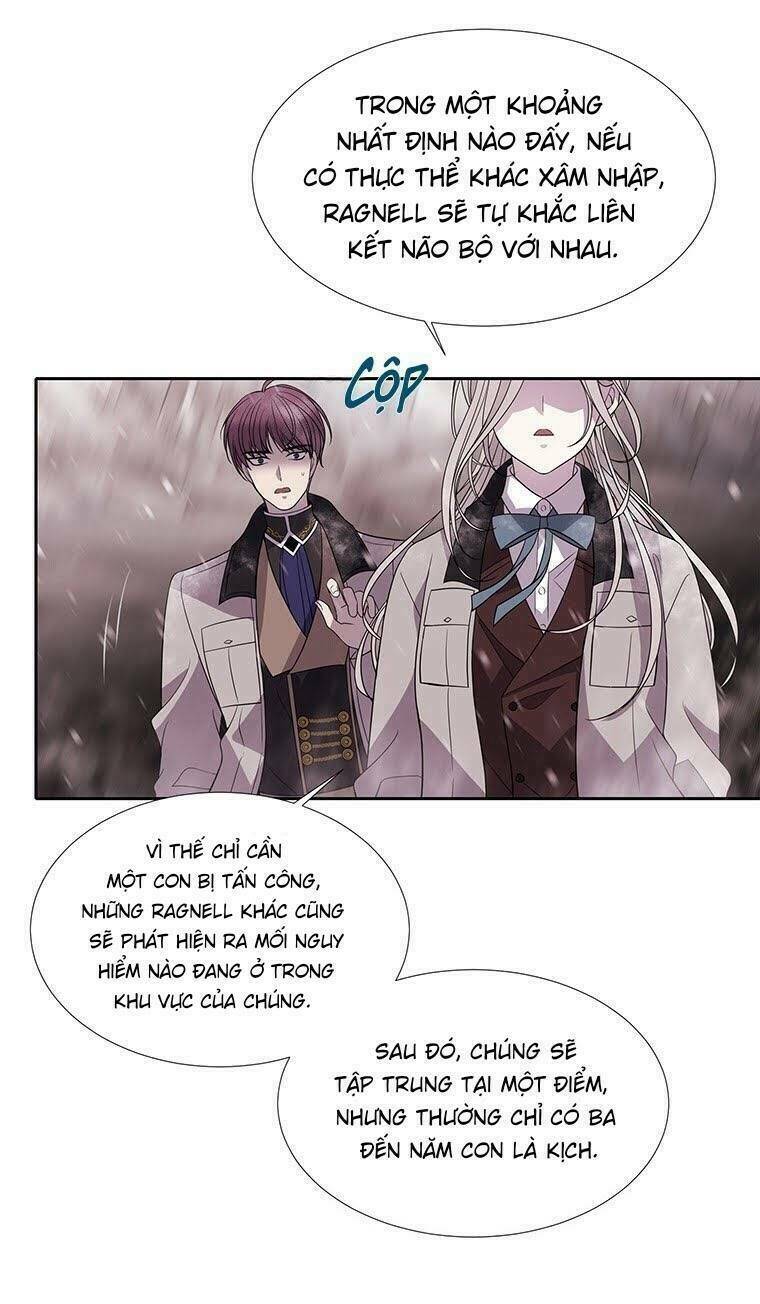 TRONG MỘT KHOẢNG
NHẤT ĐỊNH NÀO ĐẤY, NẾU
CÓ THỰC THỂ KHÁC XÂM NHẬP,
RAGNELL SẼ TỰ KHẮC LIÊN
KẾT NÃO BỘ VỚI NHAU.
CỘP
VÌ THẾ CHỈ CẦN
MỘT CON BỊ TẤN CÔNG,
NHỮNG RAGNELL KHÁC CŨNG
SẼ PHÁT HIỆN RA MỐI NGUY
HIỂM NÀO ĐANG Ở TRONG
KHU VỰC CỦA CHÚNG.
SAU ĐÓ, CHÚNG SẼ
TẬP TRUNG TẠI MỘT ĐIỂM,
NHƯNG THƯỜNG CHỈ CÓ BA
ĐẾN NĂM CON LÀ KỊCH.